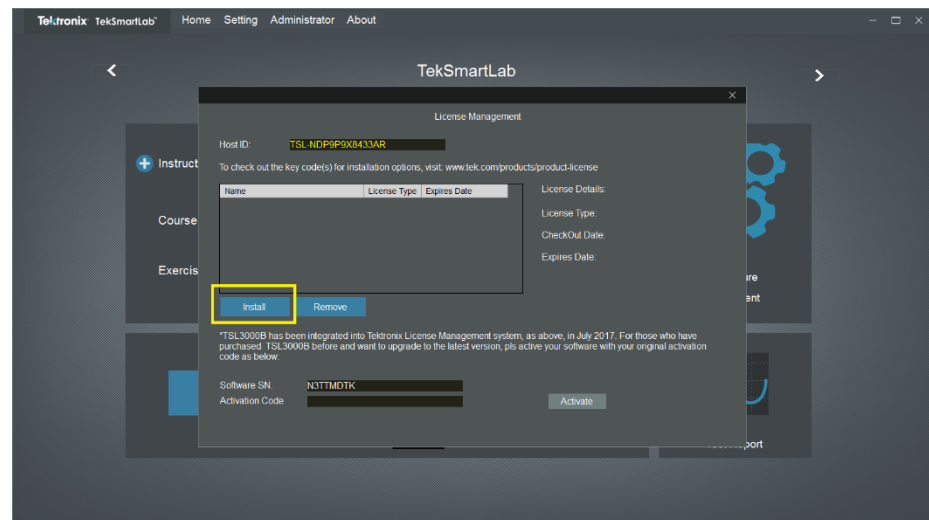 Tektronix TekSmartLab™ Home Setting Administrator About
TekSmartLab
License Management
Host ID: TSL-NDP9P9X8433AR
Instruct
To check out the key code(s) for installation options, visit: www.tek.com/products/product-license
Name License Type Expires Date
License Details:
License Type:
Course
CheckOut Date:
Expires Date:
Exercis
re
ent
Install Remove
*TSL3000B has been integrated into Tektronix License Management system, as above, in July 2017. For those who have
purchased TSL3000B before and want to upgrade to the latest version, pls active your software with your original activation
code as below:
Software SN. N3TTMDTK
Activation Code
Activate
port